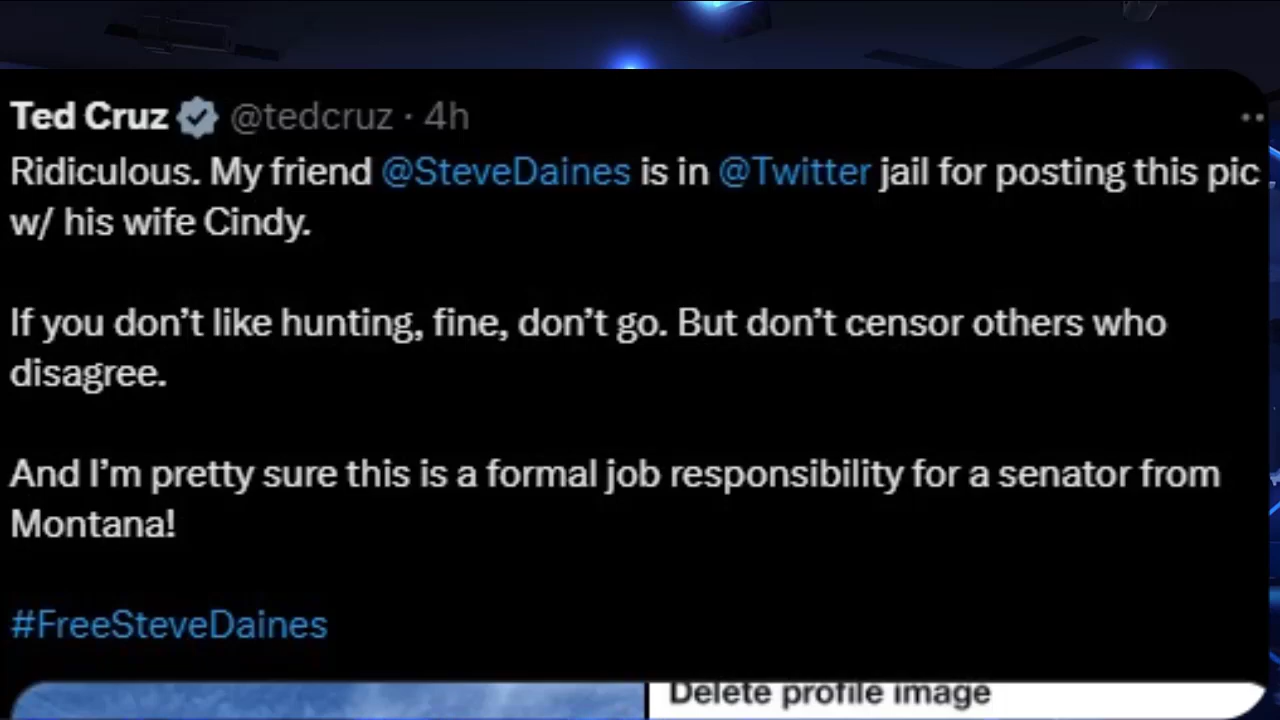 Ted Cruz @tedcruz · 4h
Ridiculous. My friend @SteveDaines is in @Twitter jail for posting this pic
w/ his wife Cindy.
If you don’t like hunting, fine, don’t go. But don’t censor others who
disagree.
And I’m pretty sure this is a formal job responsibility for a senator from
Montana!
#FreeSteveDaines
Delete profile image